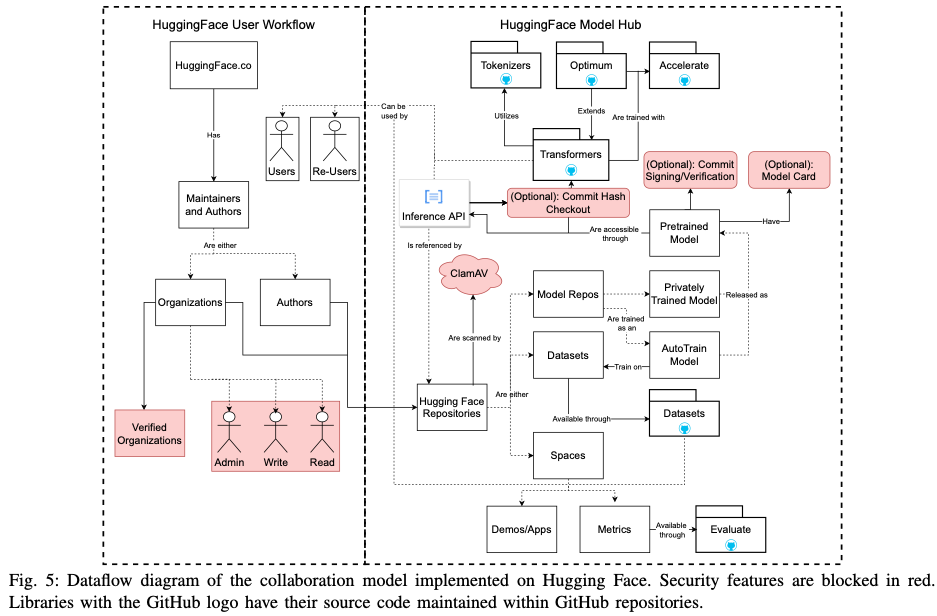 HuggingFace User Workflow
HuggingFace.co
Has
Maintainers
and Authors
Are either
Organizations
Authors
Verified
Organizations
Admin
Write
Read
Users
Re-Users
HuggingFace Model Hub
Tokenizers
Optimum
Accelerate
Can be
used by
Utilizes
Extends
Are trained with
Transformers
(Optional): Commit
Signing/Verification
(Optional):
Model Card
Inference API
(Optional): Commit Hash
Checkout
Are accessible
through
Pretrained
Model
Have
Is referenced by
ClamAV
Model Repos
Privately
Trained Model
Released as
Are trained
as an
Are scanned by
Datasets
Train on
AutoTrain
Model
Hugging Face
Repositories
Are either
Available through
Datasets
Spaces
Demos/Apps
Metrics
Available
through
Evaluate
Fig. 5: Dataflow diagram of the collaboration model implemented on Hugging Face. Security features are blocked in red.
Libraries with the GitHub logo have their source code maintained within GitHub repositories.